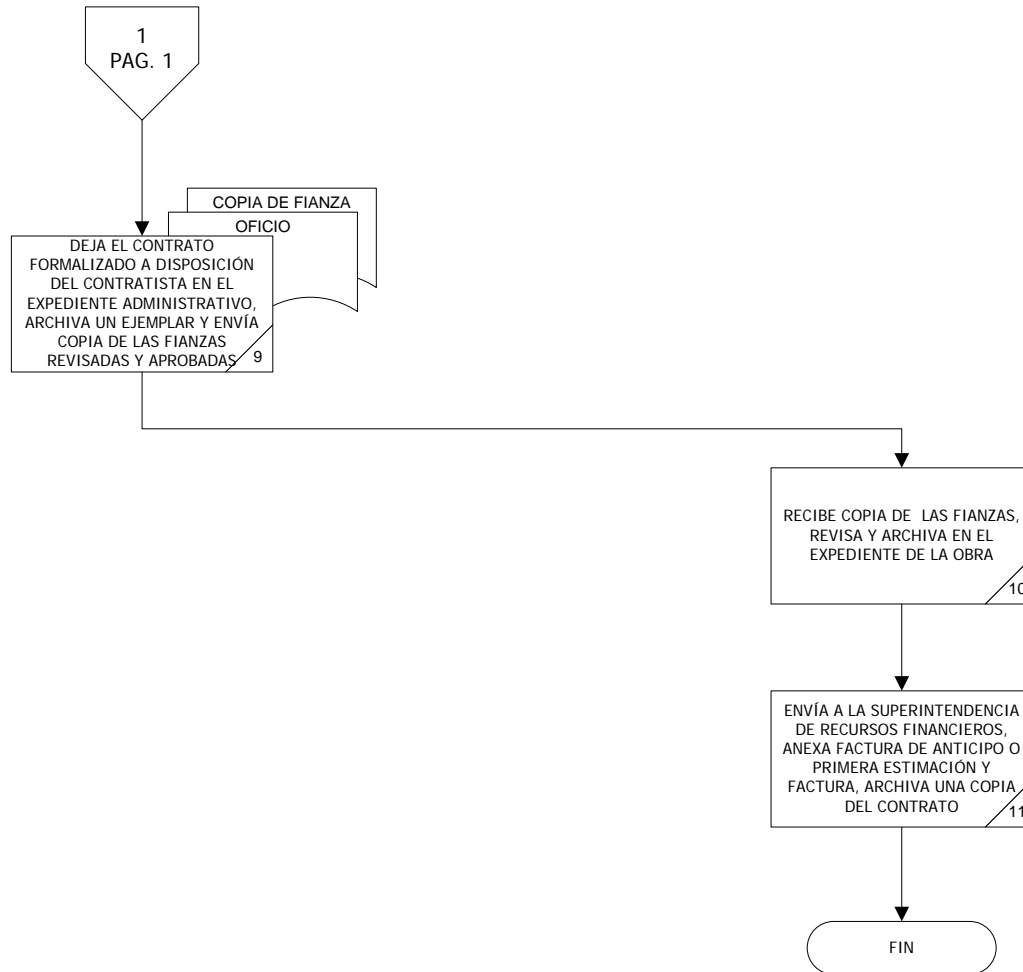 1
PAG. 1
COPIA DE FIANZA
OFICIO
DEJA EL CONTRATO
FORMALIZADO A DISPOSICIÓN
DEL CONTRATISTA EN EL
EXPEDIENTE ADMINISTRATIVO,
ARCHIVA UN EJEMPLAR Y ENVÍA
COPIA DE LAS FIANZAS
REVISADAS Y APROBADAS
9
RECIBE COPIA DE LAS FIANZAS,
REVISA Y ARCHIVA EN EL
EXPEDIENTE DE LA OBRA
10
ENVÍA A LA SUPERINTENDENCIA
DE RECURSOS FINANCIEROS,
ANEXA FACTURA DE ANTICIPO O
PRIMERA ESTIMACIÓN Y
FACTURA, ARCHIVA UNA COPIA
DEL CONTRATO
11
FIN